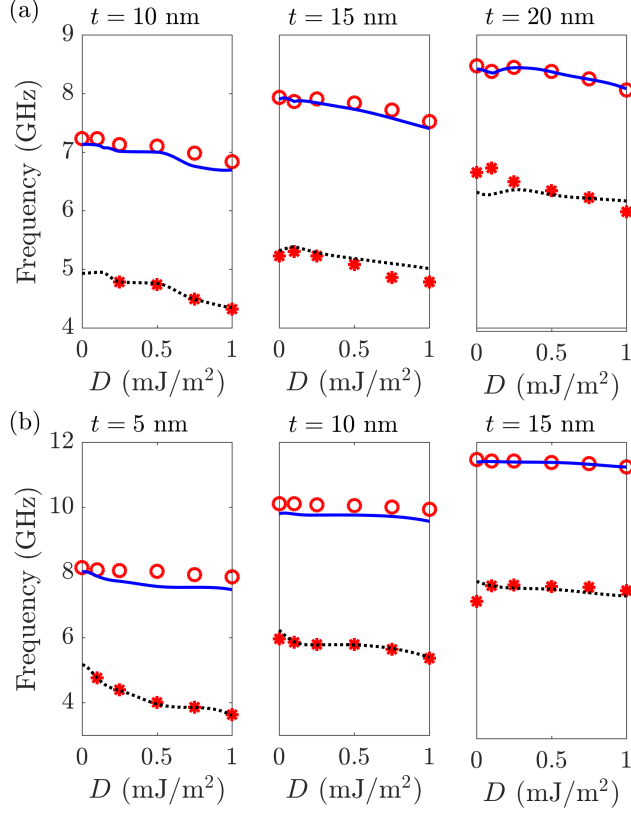 (a)
t = 10 nm
t = 15 nm
t = 20 nm
Frequency (GHz)
9
8
7
6
5
4
0
0.5
1
0
0.5
1
0
0.5
1
D (mJ/m²)
D (mJ/m²)
D (mJ/m²)
(b)
t = 5 nm
t = 10 nm
t = 15 nm
Frequency (GHz)
12
10
8
6
4
0
0.5
1
0
0.5
1
0
0.5
1
D (mJ/m²)
D (mJ/m²)
D (mJ/m²)